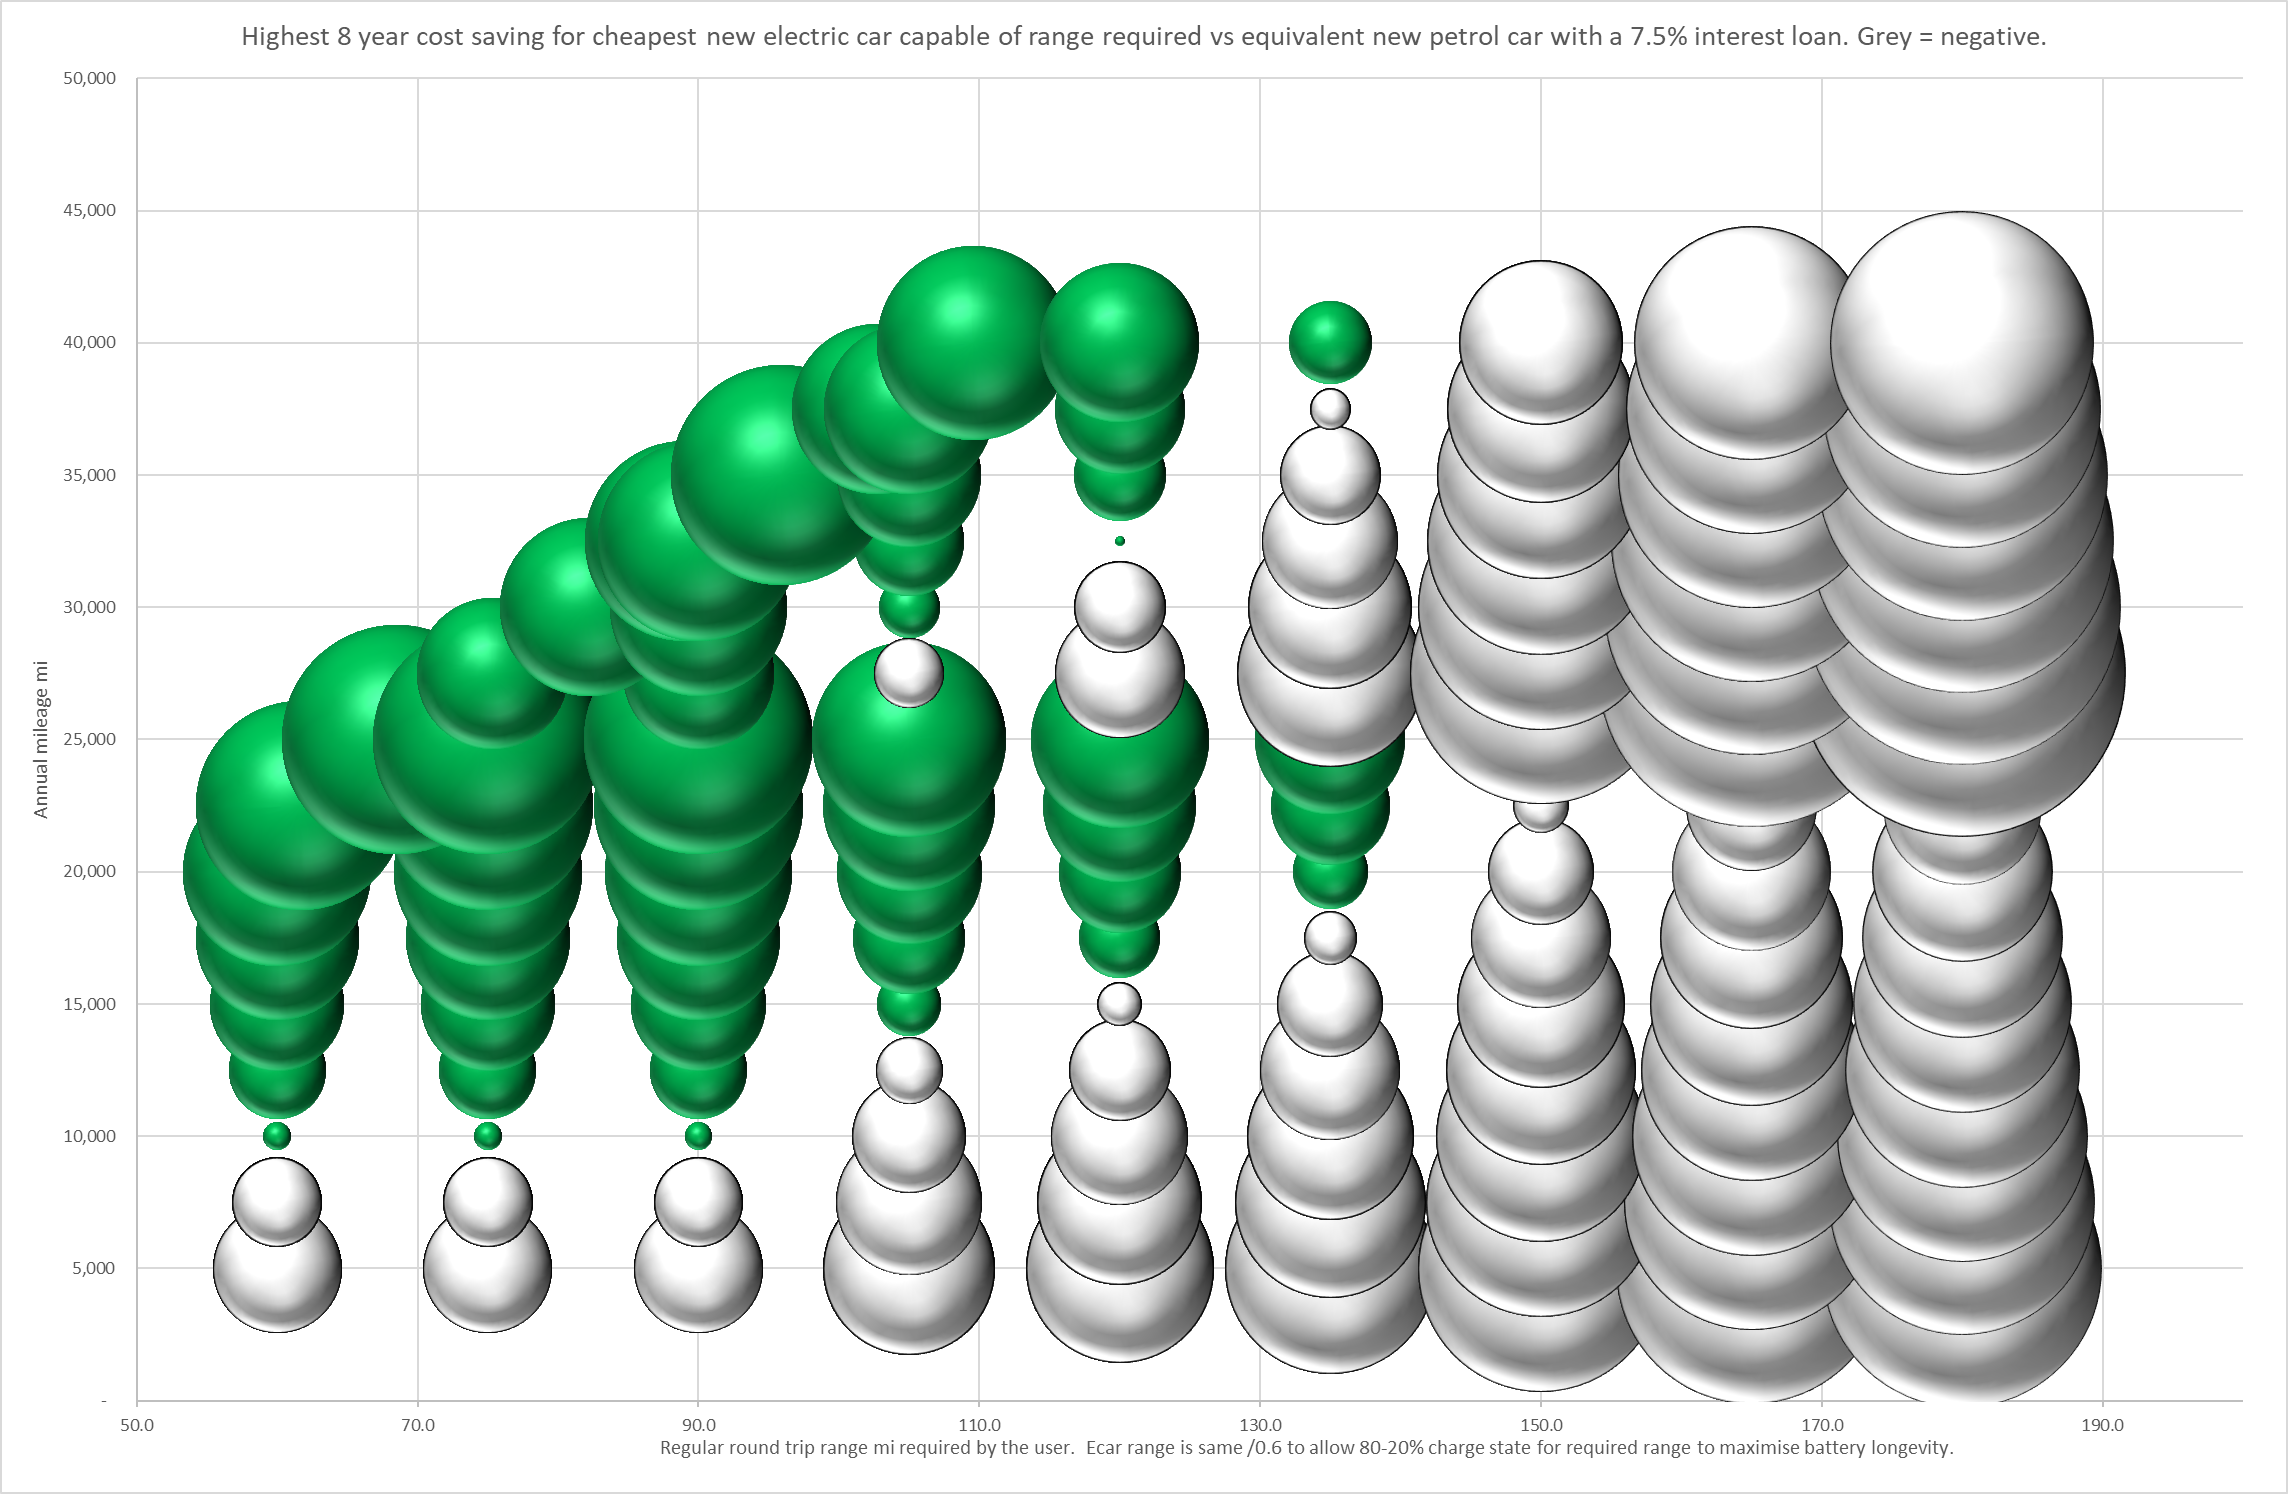 Highest 8 year cost saving for cheapest new electric car capable of range required vs equivalent new petrol car with a 7.5% interest loan. Grey = negative.
50,000
45,000
40,000
35,000
30,000
25,000
20,000
15,000
10,000
5,000
-
Annual mileage mi
50.0 70.0 90.0 110.0 130.0 150.0 170.0 190.0
Regular round trip range mi required by the user.  Ecar range is same /0.6 to allow 80-20% charge state for required range to maximise battery longevity.